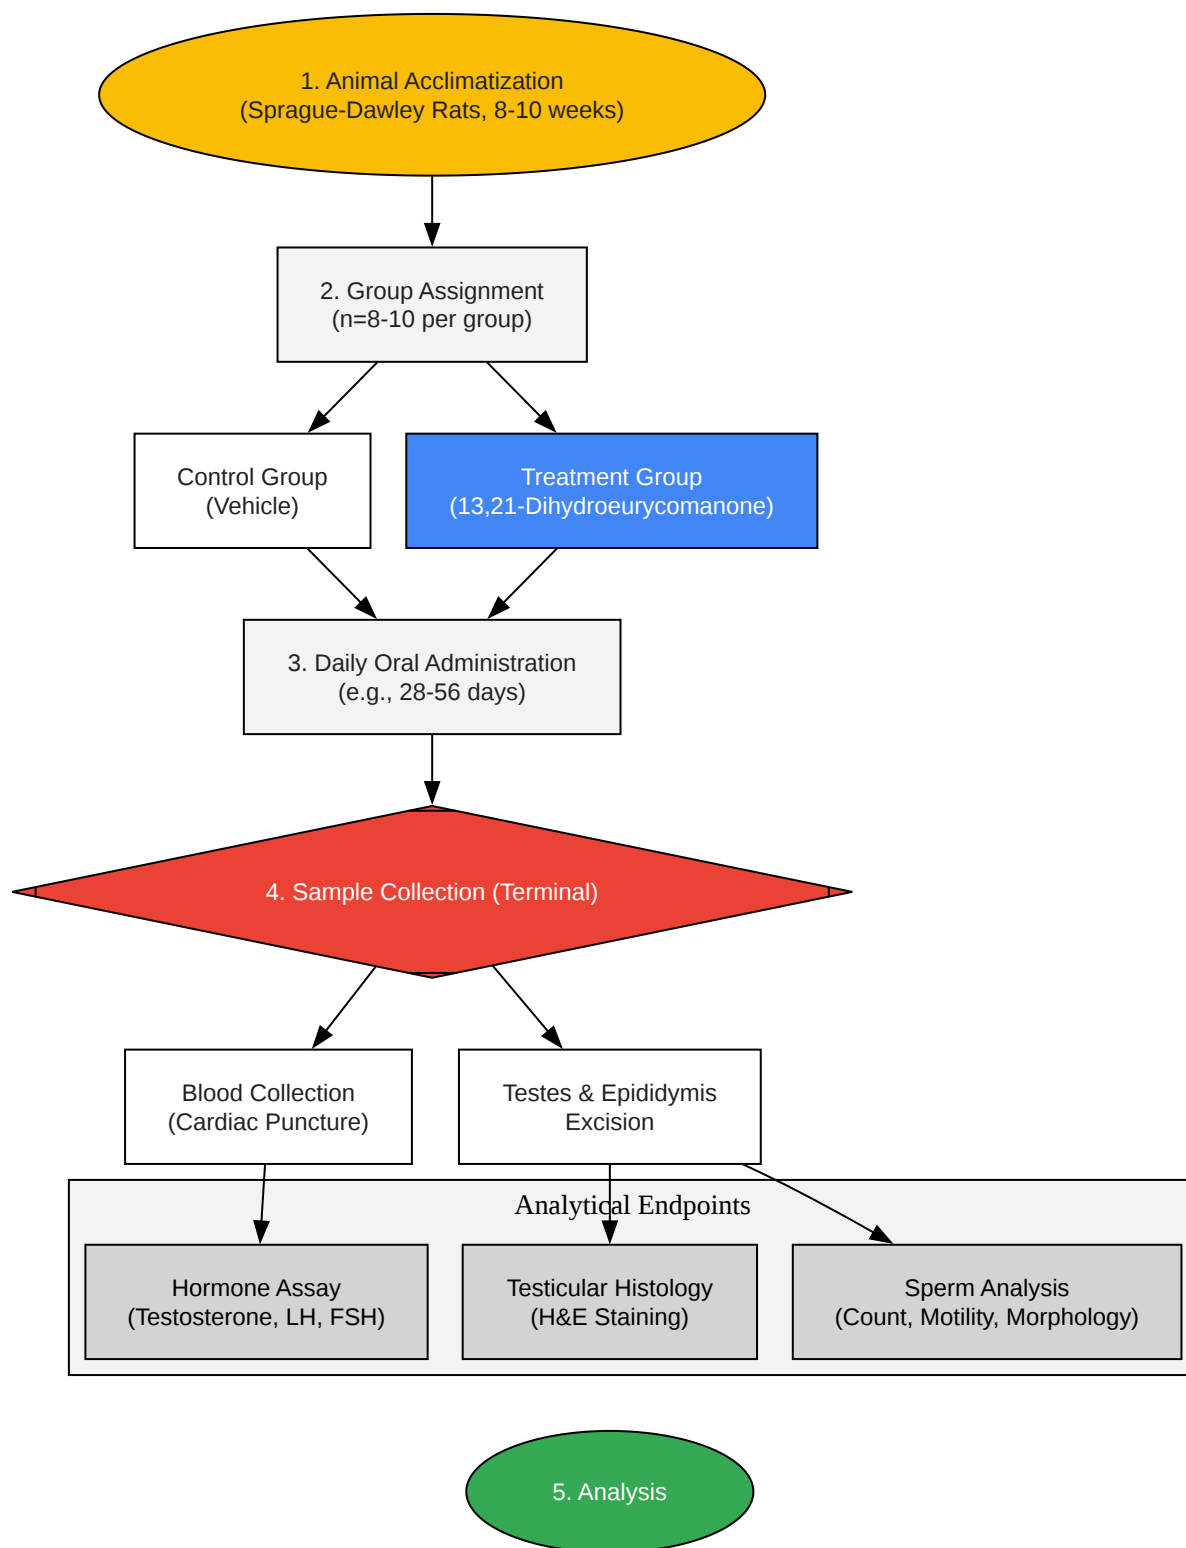 1. Animal Acclimatization
(Sprague-Dawley Rats, 8-10 weeks)
2. Group Assignment
(n=8-10 per group)
Control Group
(Vehicle)
Treatment Group
(13,21-Dihydroeurycomanone)
3. Daily Oral Administration
(e.g., 28-56 days)
4. Sample Collection (Terminal)
Blood Collection
(Cardiac Puncture)
Testes & Epididymis
Excision
Analytical Endpoints
Hormone Assay
(Testosterone, LH, FSH)
Testicular Histology
(H&E Staining)
Sperm Analysis
(Count, Motility, Morphology)
5. Analysis